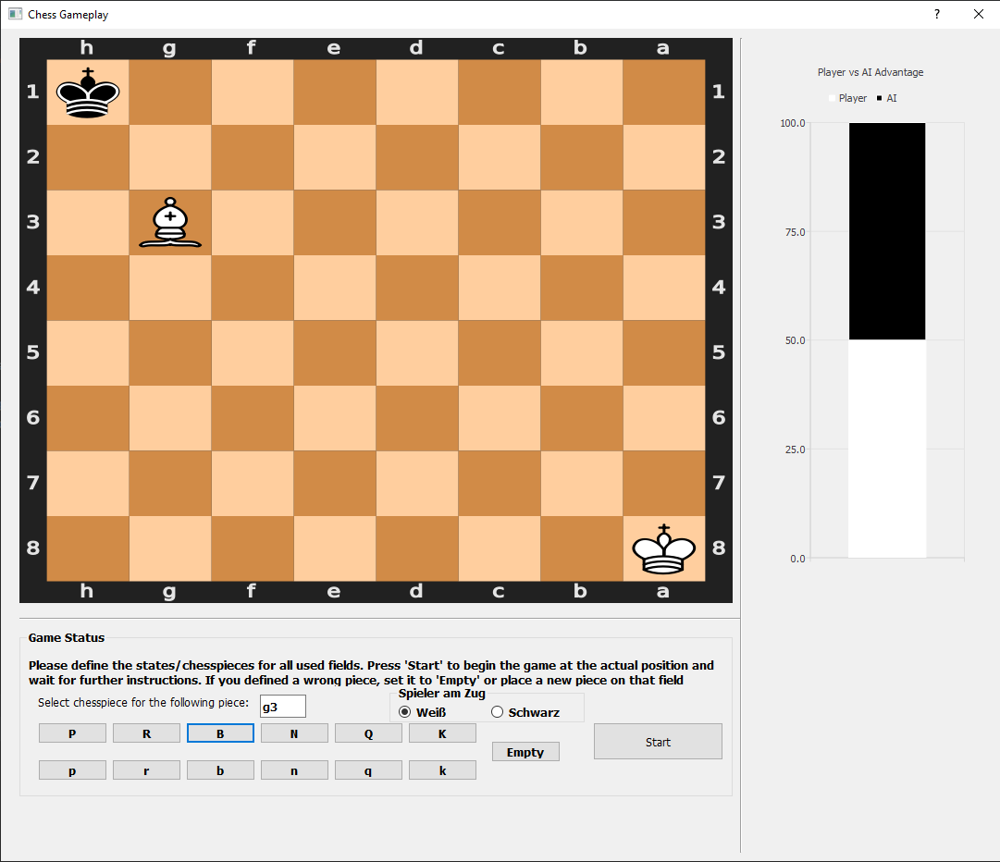 Chess Gameplay
?
h g f e d c b a
1 1
2 2
3 3
4 4
5 5
6 6
7 7
8 8
h g f e d c b a
Player vs AI Advantage
Player AI
100.0
75.0
50.0
25.0
0.0
Game Status
Please define the states/chesspieces for all used fields. Press 'Start' to begin the game at the actual position and
wait for further instructions. If you defined a wrong piece, set it to 'Empty' or place a new piece on that field
Spieler am Zug
Select chesspiece for the following piece: g3
Weiß Schwarz
P R B N Q K
Empty
Start
p r b n q k